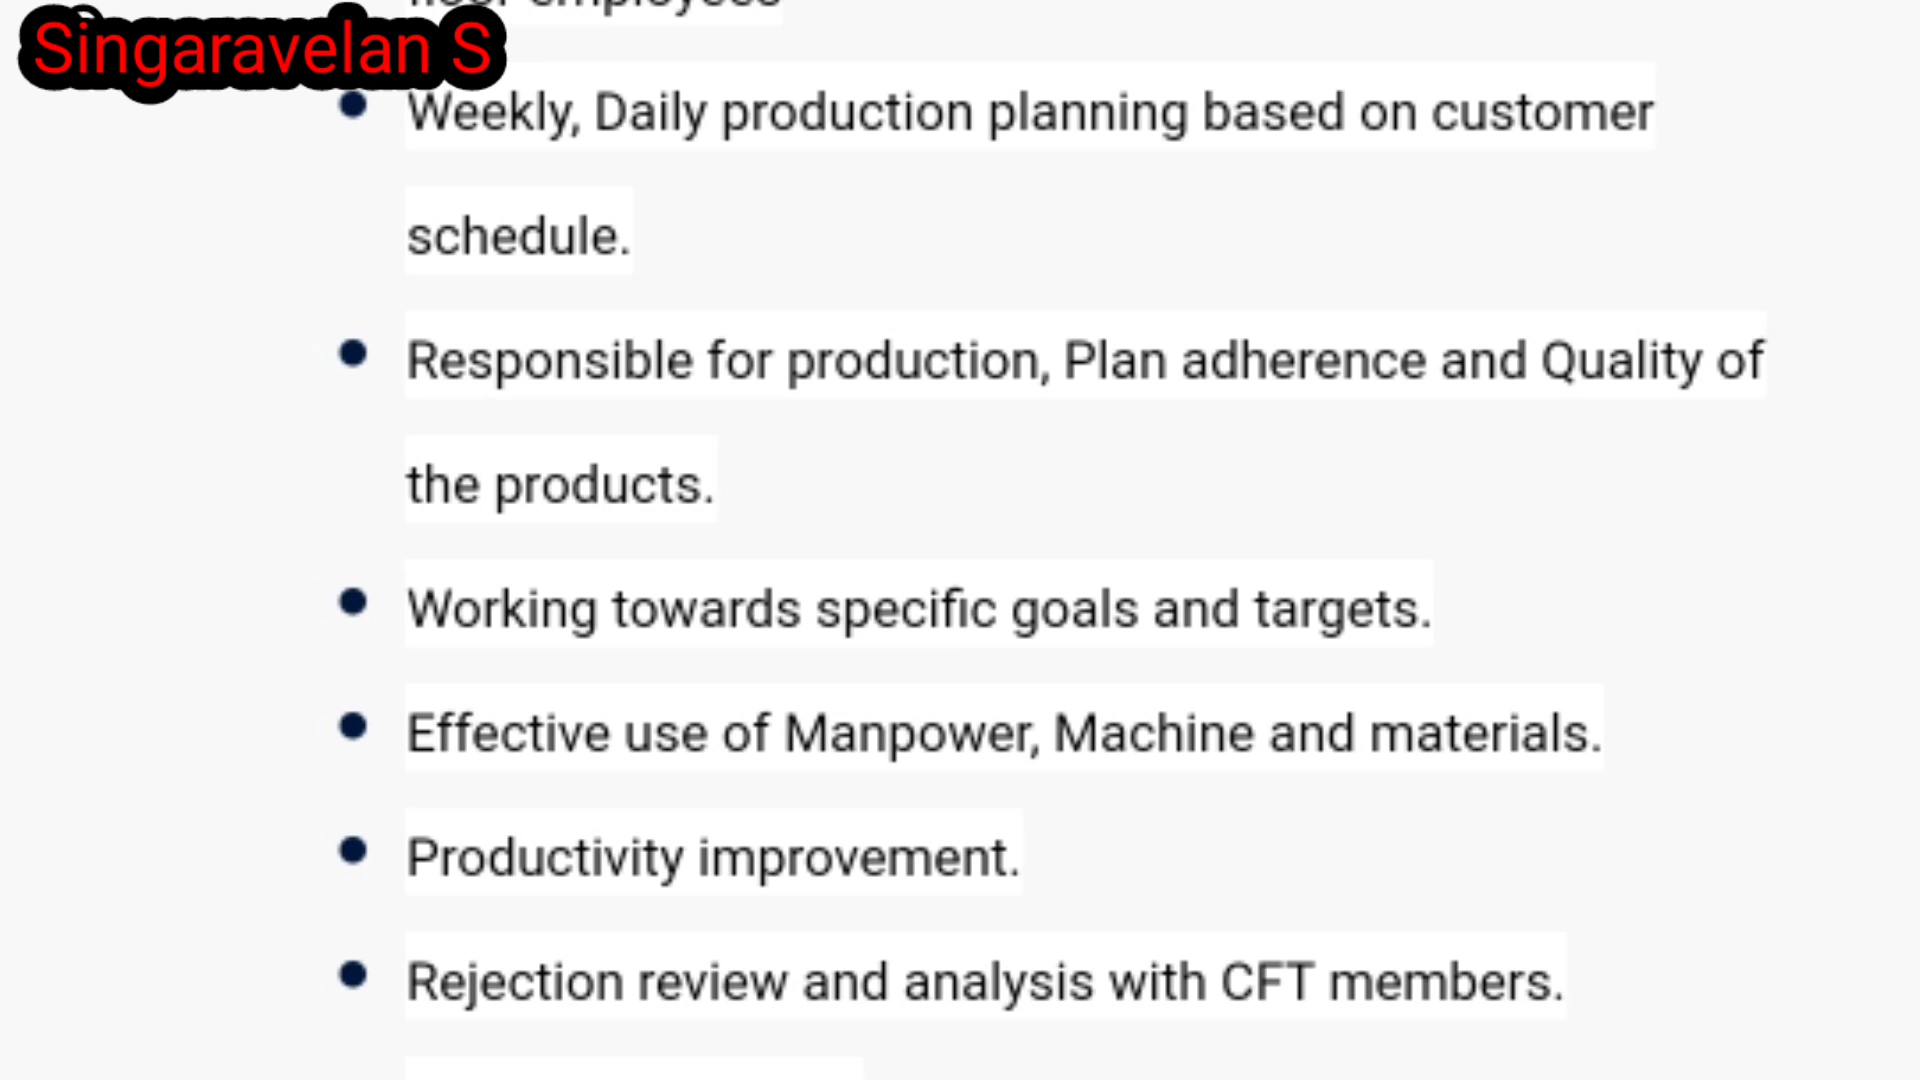 floor employees
Singaravelan S
Weekly, Daily production planning based on customer
schedule.
Responsible for production, Plan adherence and Quality of
the products.
Working towards specific goals and targets.
Effective use of Manpower, Machine and materials.
Productivity improvement.
Rejection review and analysis with CFT members.